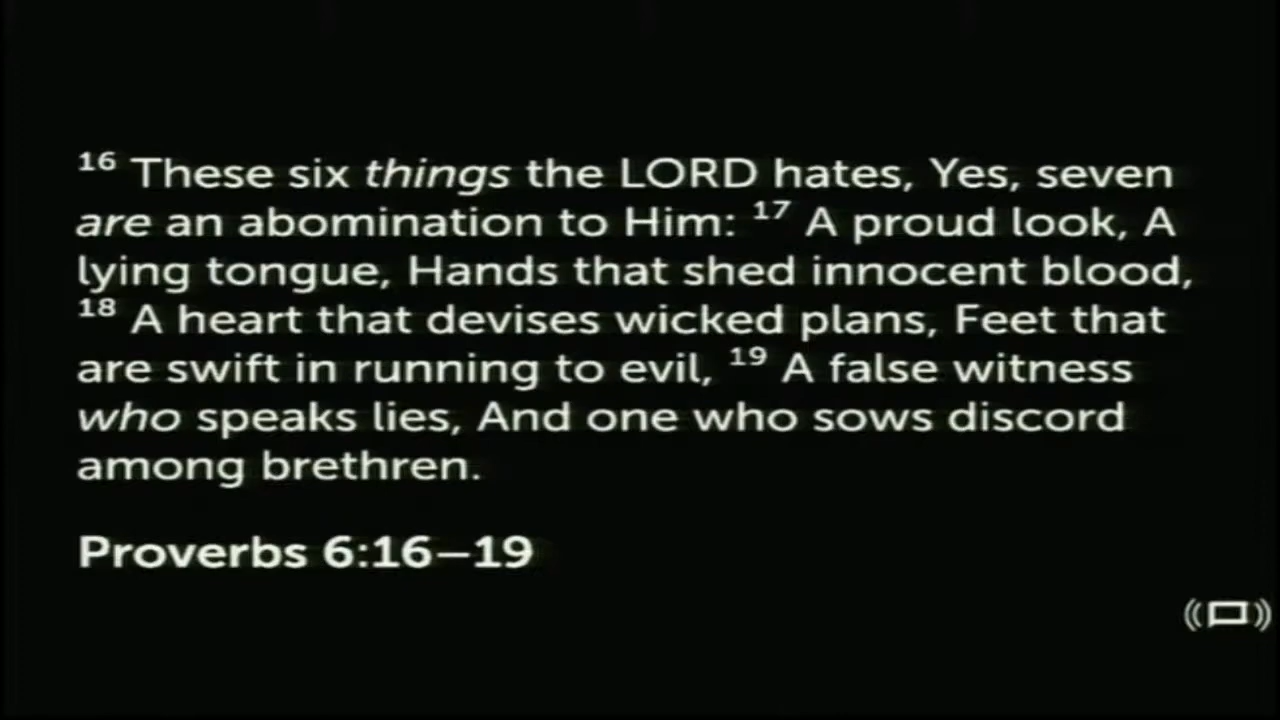 16 These six things the LORD hates, Yes, seven
are an abomination to Him: 17 A proud look, A
lying tongue, Hands that shed innocent blood,
18 A heart that devises wicked plans, Feet that
are swift in running to evil, 19 A false witness
who speaks lies, And one who sows discord
among brethren.
Proverbs 6:16–19